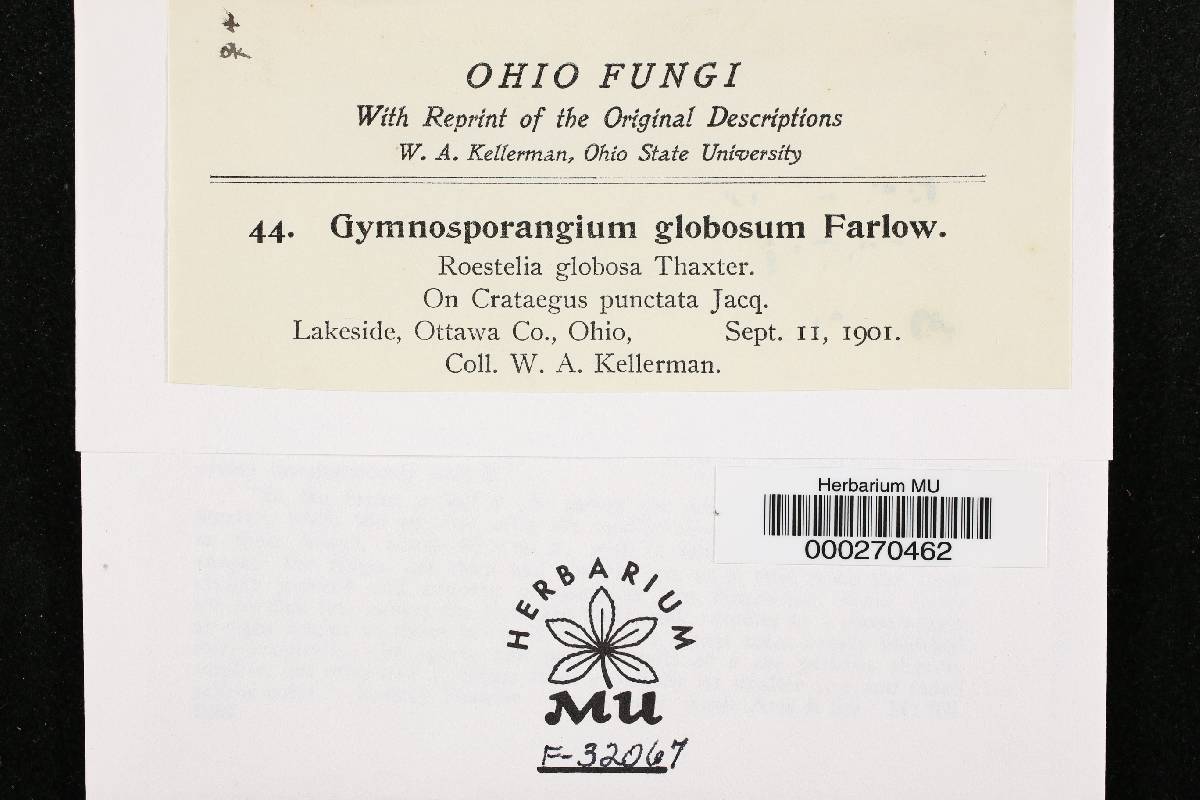 +
ok
OHIO FUNGI
With Reprint of the Original Descriptions
W. A. Kellerman, Ohio State University
44. Gymnosporangium globosum Farlow.
Roestelia globosa Thaxter.
On Crataegus punctata Jacq.
Lakeside, Ottawa Co., Ohio, Sept. 11, 1901.
Coll. W. A. Kellerman.
Herbarium MU
000270462
HERBARIUM
MU
F-32067